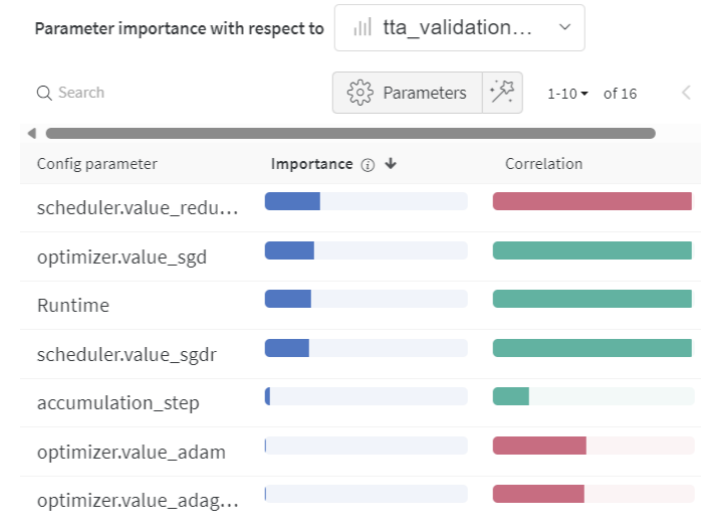 Parameter importance with respect to tta_validation...
Search Parameters 1-10 of 16
Config parameter Importance Correlation
scheduler.value_redu...
optimizer.value_sgd
Runtime
scheduler.value_sgdr
accumulation_step
optimizer.value_adam
optimizer.value_adag...